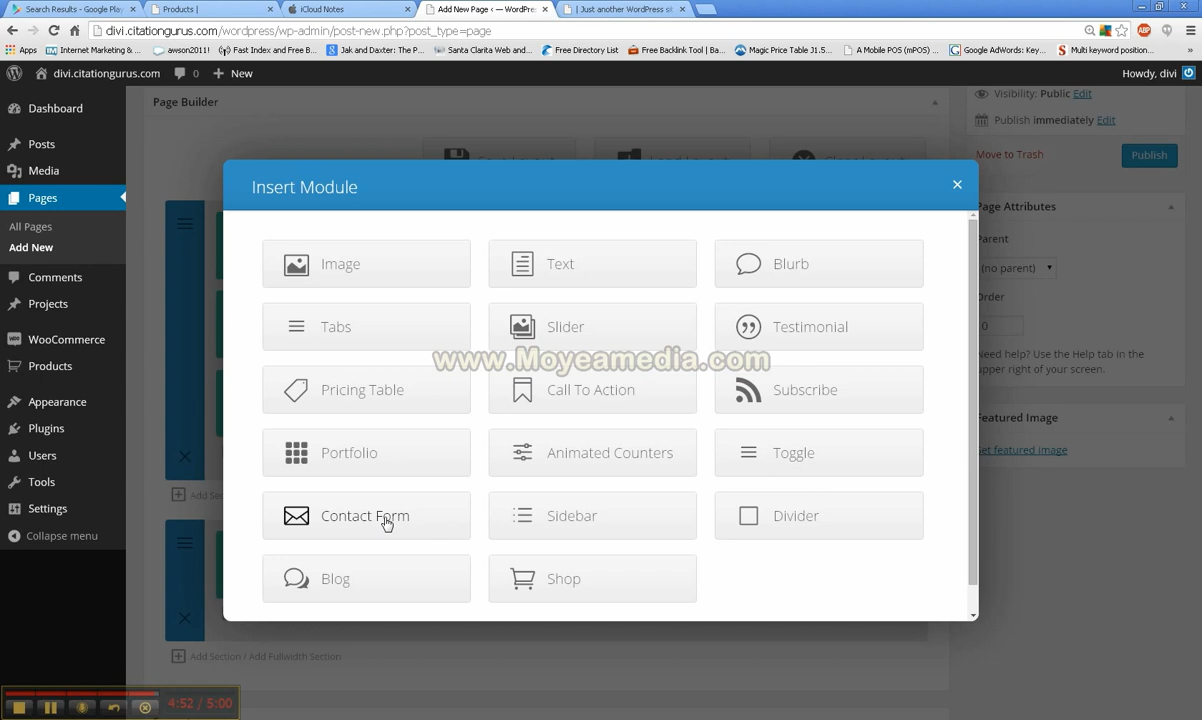 Search Results - Google Play
Products |
iCloud Notes
Add New Page < — WordPres
| Just another WordPress sit
divi.citationgurus.com/wordpress/wp-admin/post-new.php?post_type=page
Apps
Internet Marketing &...
awson2011!
Fast Index and Free B...
Jak and Daxter: The P...
Santa Clarita Web and...
Free Directory List
Free Backlink Tool | Ba...
Magic Price Table J1.5...
A Mobile POS (mPOS) ...
Google AdWords: Key...
Multi keyword position...
divi.citationgurus.com
0
New
Howdy, divi
Dashboard
Posts
Media
Pages
All Pages
Add New
Comments
Projects
WooCommerce
Products
Appearance
Plugins
Users
Tools
Settings
Collapse menu
Page Builder
Insert Module
Image
Text
Blurb
Tabs
Slider
Testimonial
www.Moyeamedia.com
Pricing Table
Call To Action
Subscribe
Portfolio
Animated Counters
Toggle
Contact Form
Sidebar
Divider
Blog
Shop
Add Sec
Add Section / Add Fullwidth Section
Visibility: Public Edit
Publish immediately Edit
Move to Trash
Publish
Page Attributes
Parent
(no parent)
Order
0
Need help? Use the Help tab in the
upper right of your screen.
Featured Image
Set featured image
4:52 / 5:00